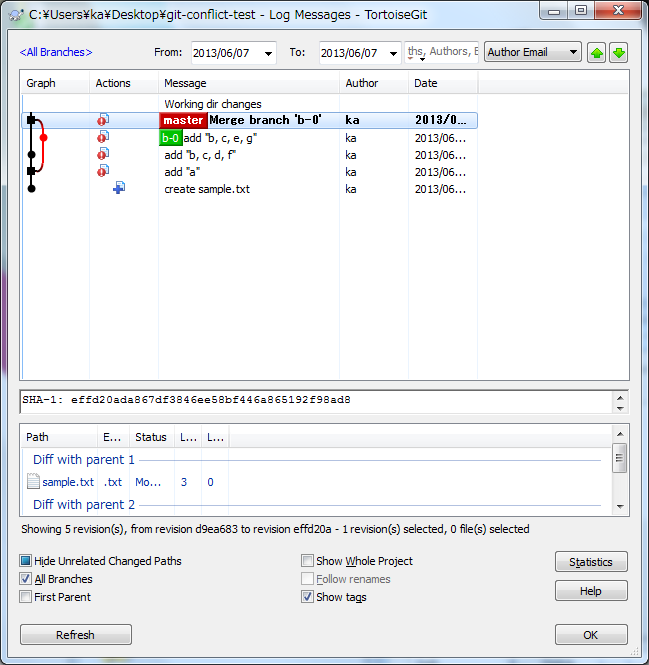 C:¥Users¥ka¥Desktop¥git-conflict-test - Log Messages - TortoiseGit
<All Branches> From: 2013/06/07 To: 2013/06/07 ths, Authors, E Author Email
Graph Actions Message Author Date
Working dir changes
master Merge branch 'b-0' ka 2013/0...
b-0 add "b, c, e, g" ka 2013/06...
add "b, c, d, f" ka 2013/06...
add "a" ka 2013/06...
create sample.txt ka 2013/06...
SHA-1: effd20ada867df3846ee58bf446a865192f98ad8
Path E... Status L... L...
Diff with parent 1
sample.txt .txt Mo... 3 0
Diff with parent 2
Showing 5 revision(s), from revision d9ea683 to revision effd20a - 1 revision(s) selected, 0 file(s) selected
Hide Unrelated Changed Paths Show Whole Project Statistics
All Branches Follow renames
First Parent Show tags Help
Refresh OK